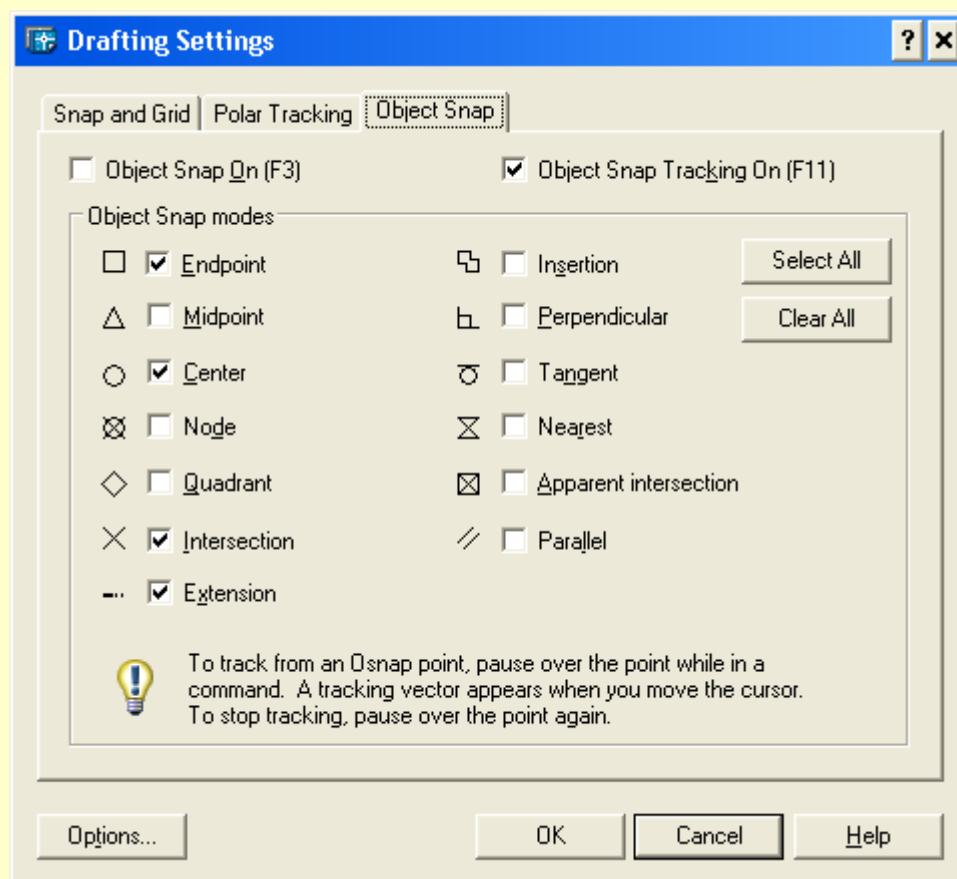 Drafting Settings
Snap and Grid
Polar Tracking
Object Snap
Object Snap On (F3)
Object Snap Tracking On (F11)
Object Snap modes
Endpoint
Insertion
Select All
Midpoint
Perpendicular
Clear All
Center
Tangent
Node
Nearest
Quadrant
Apparent intersection
Intersection
Parallel
Extension
To track from an Osnap point, pause over the point while in a
command. A tracking vector appears when you move the cursor.
To stop tracking, pause over the point again.
Options...
OK
Cancel
Help